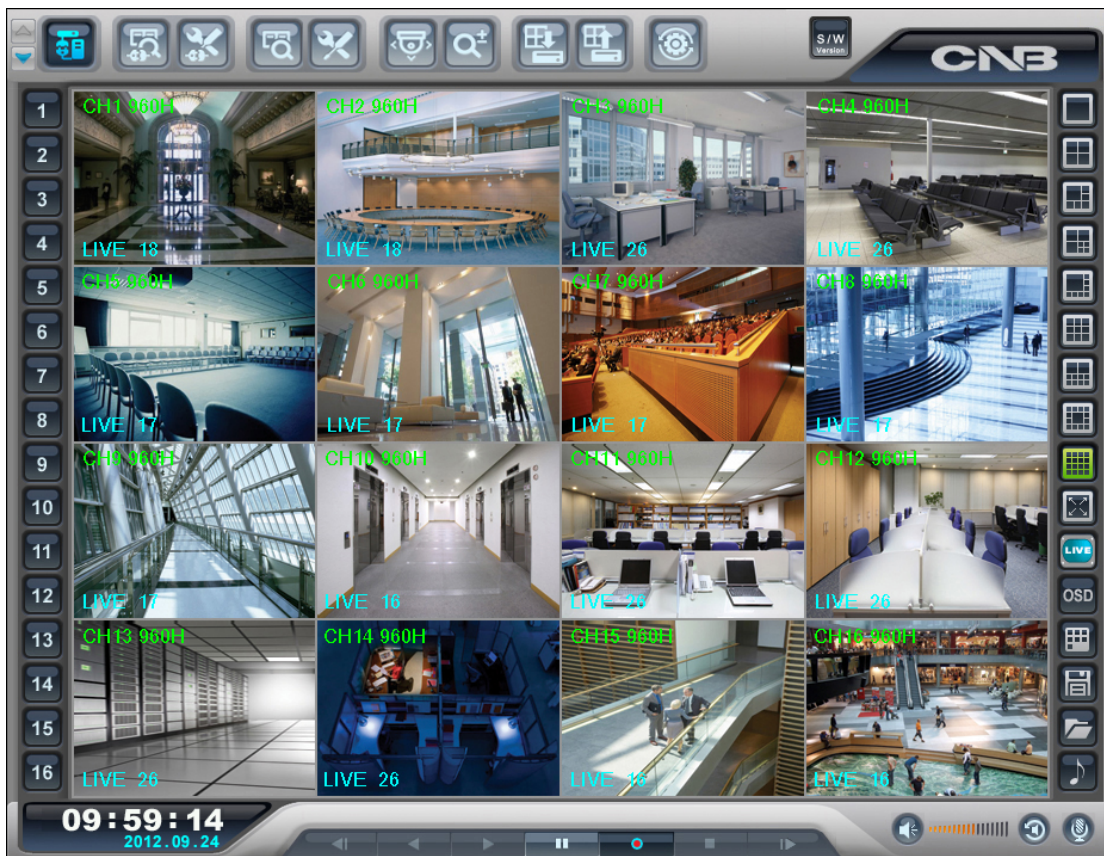 S/W
Version
CNB
1
2
3
4
5
6
7
8
9
10
11
12
13
14
15
16
CH1 960H
LIVE 18
CH2 960H
LIVE 18
CH3 960H
LIVE 26
CH4 960H
LIVE 26
CH5 960H
LIVE 17
CH6 960H
LIVE 17
CH7 960H
LIVE 17
CH8 960H
LIVE 17
CH9 960H
LIVE 17
CH10 960H
LIVE 16
CH11 960H
LIVE 26
CH12 960H
LIVE 26
CH13 960H
LIVE 26
CH14 960H
LIVE 26
CH15 960H
LIVE 16
CH16 960H
LIVE 16
LIVE
OSD
09:59:14
2012.09.24